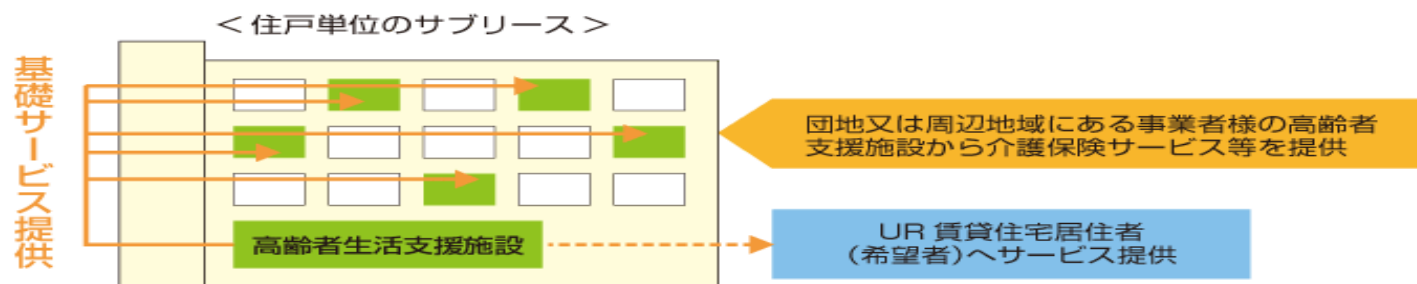 ＜住戸単位のサブリース＞
基礎サービス提供
団地又は周辺地域にある事業者様の高齢者
支援施設から介護保険サービス等を提供
高齢者生活支援施設
UR 賃貸住宅居住者
(希望者)へサービス提供